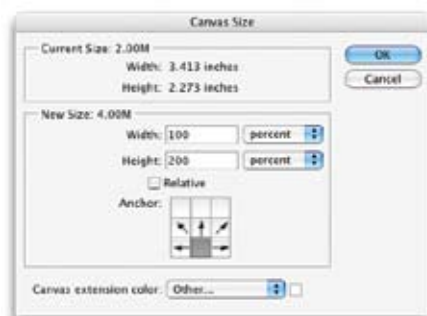 Canvas Size
Current Size: 2.00M
Width: 3.413 inches
Height: 2.273 inches
OK
Cancel
New Size: 4.00M
Width: 100 percent
Height: 200 percent
Relative
Anchor:
Canvas extension color: Other...